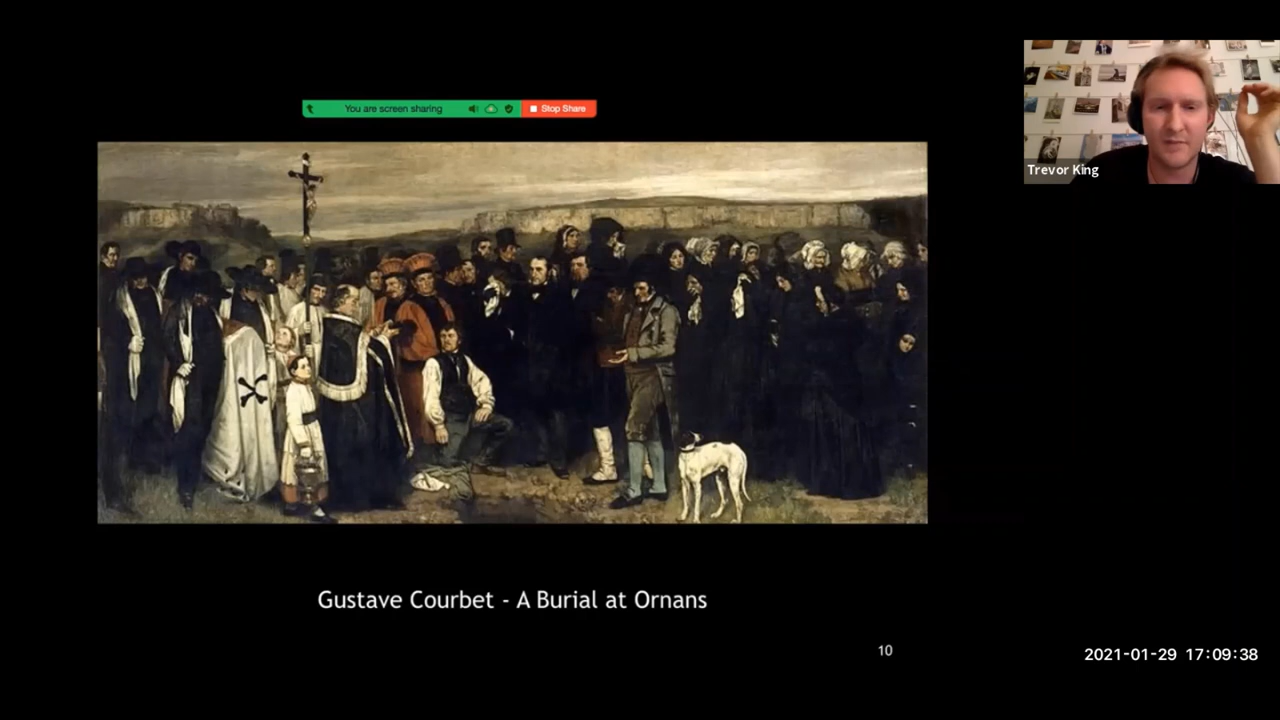 You are screen sharing
Stop Share
Trevor King
Gustave Courbet - A Burial at Ornans
10
2021-01-29 17:09:38